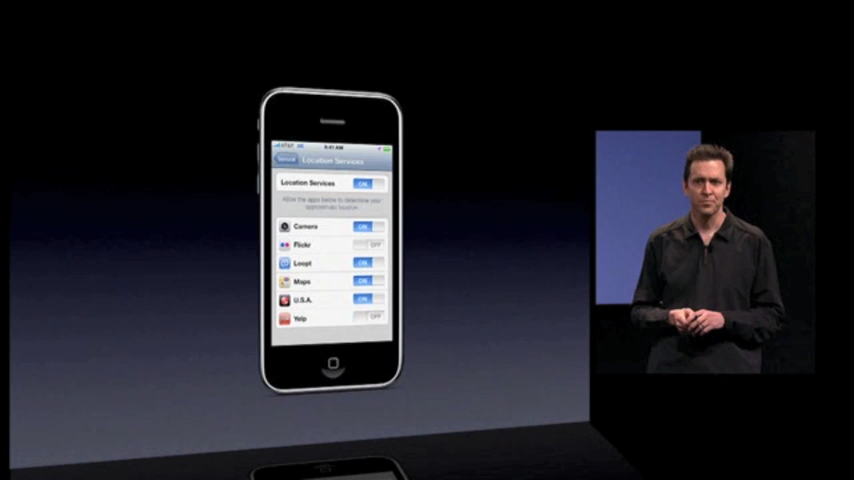 AT&T 9:41 AM
General Location Services
Location Services ON
Allow the apps below to determine your
approximate location.
Camera ON
Flickr OFF
Loopt ON
Maps ON
U.S.A. ON
Yelp OFF